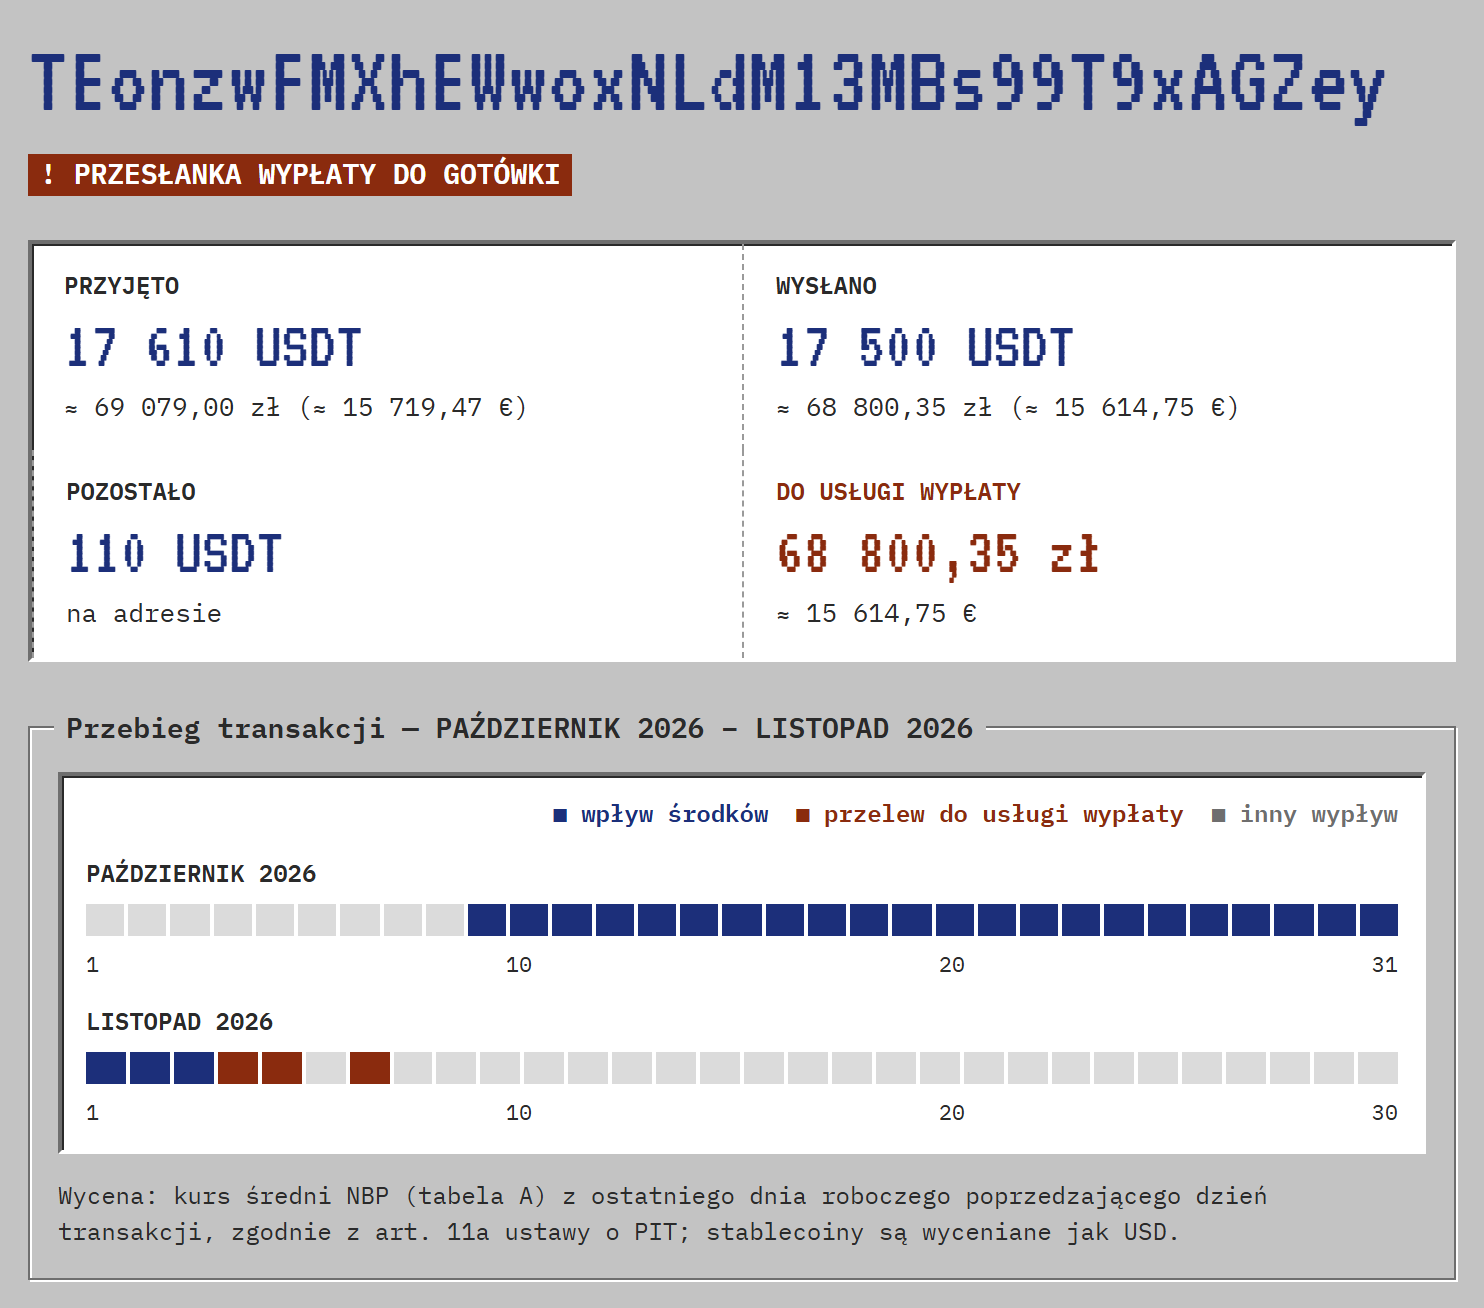 TEonzwFMXhEWwoxNLdM13MBs99T9xAGZey
! PRZESŁANKA WYPŁATY DO GOTÓWKI
PRZYJĘTO
17 610 USDT
≈ 69 079,00 zł (≈ 15 719,47 €)
WYSŁANO
17 500 USDT
≈ 68 800,35 zł (≈ 15 614,75 €)
POZOSTAŁO
110 USDT
na adresie
DO USŁUGI WYPŁATY
68 800,35 zł
≈ 15 614,75 €
Przebieg transakcji — PAŹDZIERNIK 2026 – LISTOPAD 2026
■ wpływ środków ■ przelew do usługi wypłaty ■ inny wypływ
PAŹDZIERNIK 2026
1 10 20 31
LISTOPAD 2026
1 10 20 30
Wycena: kurs średni NBP (tabela A) z ostatniego dnia roboczego poprzedzającego dzień
transakcji, zgodnie z art. 11a ustawy o PIT; stablecoiny są wyceniane jak USD.